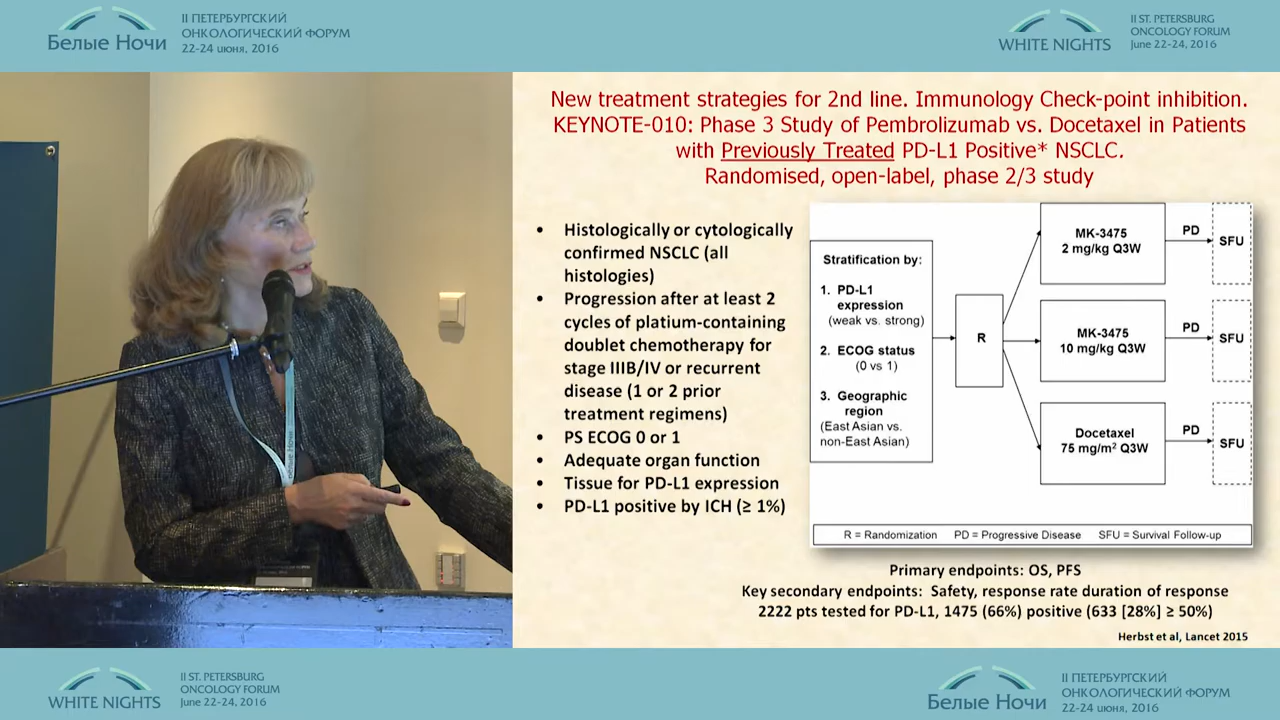 Белые Ночи
II ПЕТЕРБУРГСКИЙ
ОНКОЛОГИЧЕСКИЙ ФОРУМ
22-24 июня, 2016
WHITE NIGHTS
II ST. PETERSBURG
ONCOLOGY FORUM
June 22-24, 2016
New treatment strategies for 2nd line. Immunology Check-point inhibition.
KEYNOTE-010: Phase 3 Study of Pembrolizumab vs. Docetaxel in Patients
with Previously Treated PD-L1 Positive* NSCLC.
Randomised, open-label, phase 2/3 study
• Histologically or cytologically
confirmed NSCLC (all
histologies)
• Progression after at least 2
cycles of platium-containing
doublet chemotherapy for
stage IIIB/IV or recurrent
disease (1 or 2 prior
treatment regimens)
• PS ECOG 0 or 1
• Adequate organ function
• Tissue for PD-L1 expression
• PD-L1 positive by ICH (≥ 1%)
Stratification by:
1. PD-L1
expression
(weak vs. strong)
2. ECOG status
(0 vs 1)
3. Geographic
region
(East Asian vs.
non-East Asian)
R
MK-3475
2 mg/kg Q3W
PD
SFU
MK-3475
10 mg/kg Q3W
PD
SFU
Docetaxel
75 mg/m² Q3W
PD
SFU
R = Randomization PD = Progressive Disease SFU = Survival Follow-up
Primary endpoints: OS, PFS
Key secondary endpoints: Safety, response rate duration of response
2222 pts tested for PD-L1, 1475 (66%) positive (633 [28%] ≥ 50%)
Herbst et al, Lancet 2015
WHITE NIGHTS
II ST. PETERSBURG
ONCOLOGY FORUM
June 22-24, 2016
Белые Ночи
II ПЕТЕРБУРГСКИЙ
ОНКОЛОГИЧЕСКИЙ ФОРУМ
22-24 июня, 2016